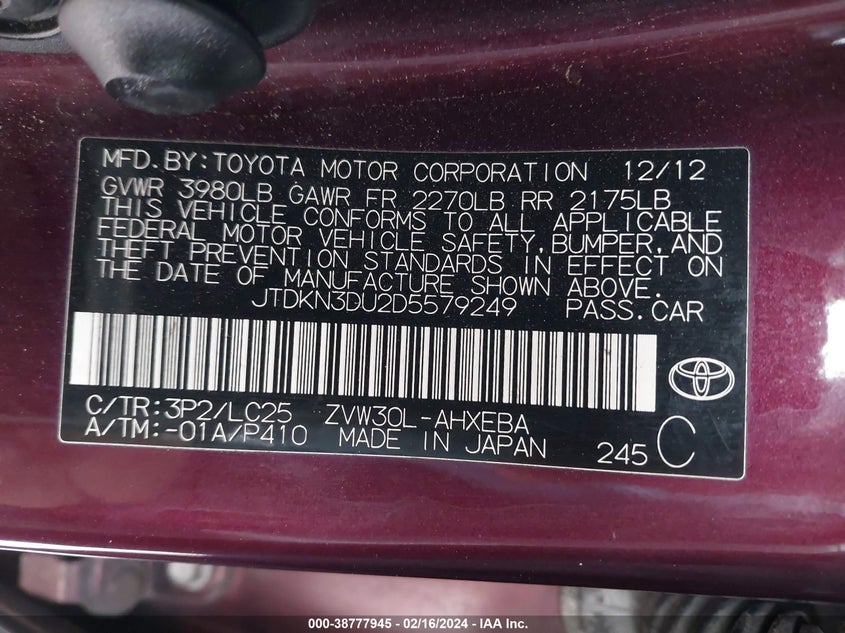 MFD.BY:TOYOTA MOTOR CORPORATION 12/12
GVWR 3980LB GAWR FR 2270LB RR 2175LB
THIS VEHICLE CONFORMS TO ALL APPLICABLE
FEDERAL MOTOR VEHICLE SAFETY,BUMPER,AND
THEFT PREVENTION STANDARDS IN EFFECT ON
THE DATE OF MANUFACTURE SHOWN ABOVE.
JTDKN3DU2D5579249 PASS.CAR
C/TR:3P2/LC25 ZVW30L-AHXEBA
A/TM:-01A/P410 MADE IN JAPAN
245 C
000-38777945 - 02/16/2024 - IAA Inc.